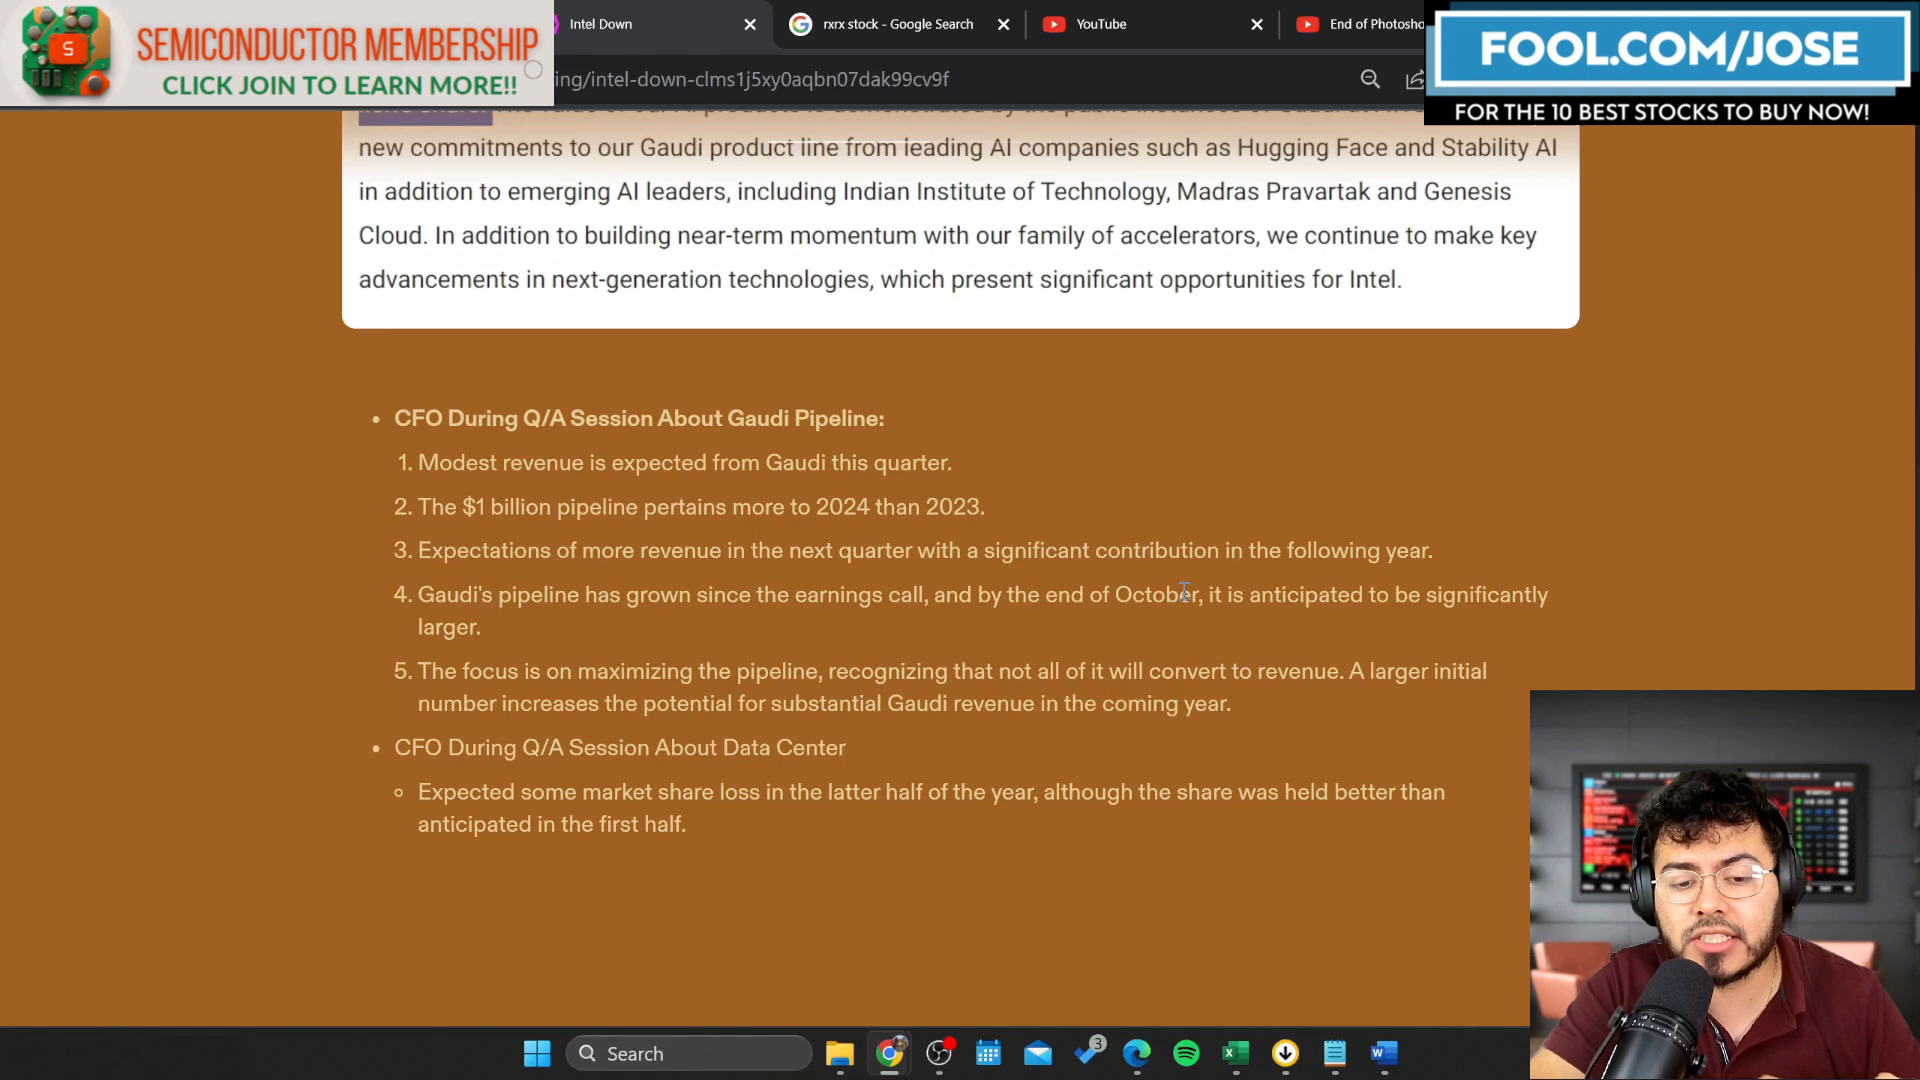 S
SEMICONDUCTOR MEMBERSHIP
CLICK JOIN TO LEARN MORE!!
Intel Down
rxrx stock - Google Search
YouTube
End of Photosho
FOOL.COM/JOSE
FOR THE 10 BEST STOCKS TO BUY NOW!
ing/intel-down-clms1j5xy0aqbn07dak99cv9f
new commitments to our Gaudi product line from leading AI companies such as Hugging Face and Stability AI
in addition to emerging AI leaders, including Indian Institute of Technology, Madras Pravartak and Genesis
Cloud. In addition to building near-term momentum with our family of accelerators, we continue to make key
advancements in next-generation technologies, which present significant opportunities for Intel.
• CFO During Q/A Session About Gaudi Pipeline:
1. Modest revenue is expected from Gaudi this quarter.
2. The $1 billion pipeline pertains more to 2024 than 2023.
3. Expectations of more revenue in the next quarter with a significant contribution in the following year.
4. Gaudi's pipeline has grown since the earnings call, and by the end of October, it is anticipated to be significantly
larger.
5. The focus is on maximizing the pipeline, recognizing that not all of it will convert to revenue. A larger initial
number increases the potential for substantial Gaudi revenue in the coming year.
• CFO During Q/A Session About Data Center
Expected some market share loss in the latter half of the year, although the share was held better than
anticipated in the first half.
Search
3